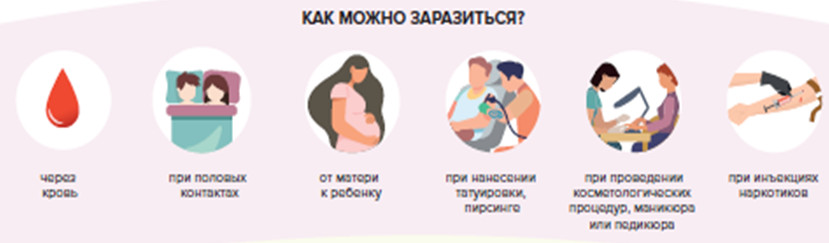 КАК МОЖНО ЗАРАЗИТЬСЯ?
через
кровь
при половых
контактах
от матери
к ребенку
при нанесении
татуировки,
пирсинге
при проведении
косметологических
процедур, маникюра
или педикюра
при инъекциях
наркотиков